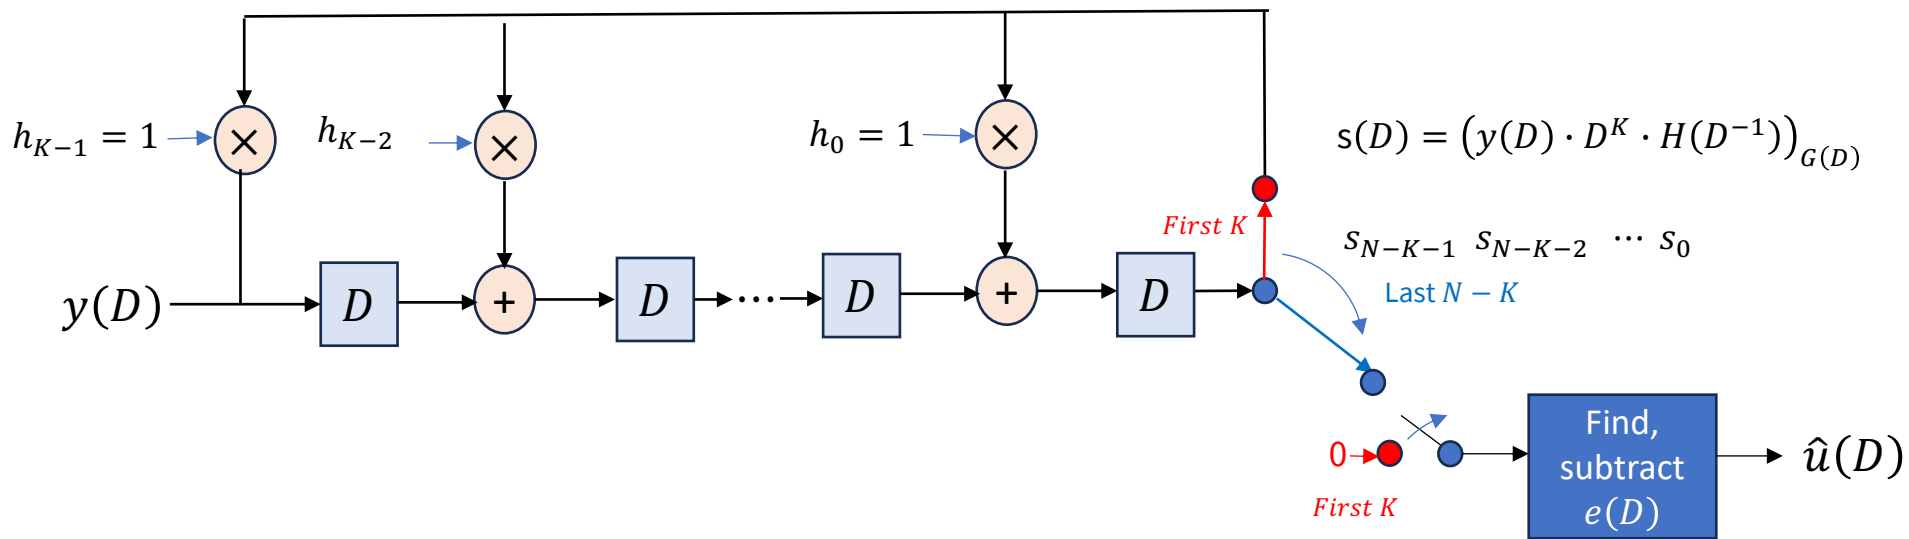 h_{K-1} = 1
×
h_{K-2}
×
h_0 = 1
×
s(D) = (y(D) · D^K · H(D^{-1}))_{G(D)}
First K
s_{N-K-1} s_{N-K-2} ⋯ s_0
Last N − K
y(D)
D
+
D
⋯
D
+
D
0
First K
Find,
subtract
e(D)
û(D)